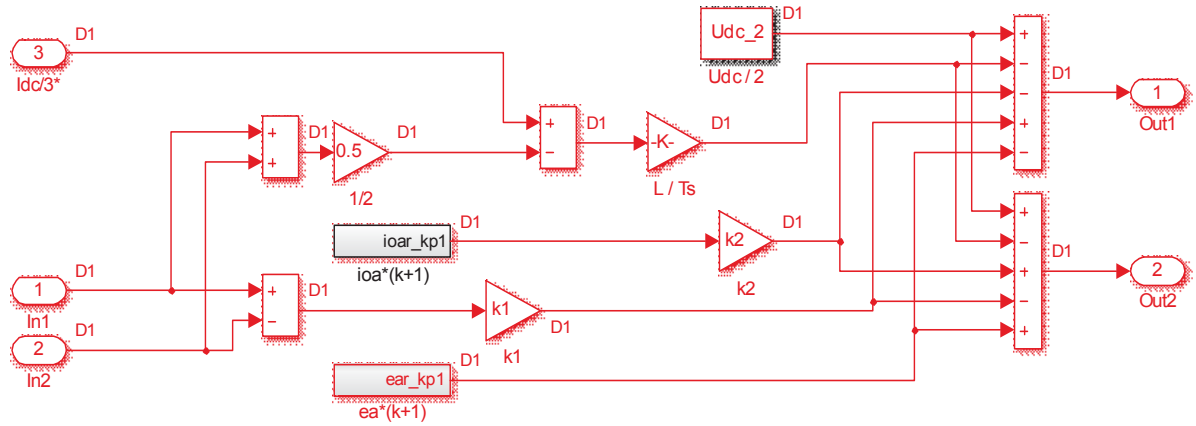 D1
Udc_2
D1
3
Idc/3*
Udc / 2
+
−
−
+
−
D1
1
Out1
+
+
D1
0.5
D1
1/2
+
−
D1
-K-
D1
L / Ts
D1
ioar_kp1
ioa*(k+1)
k2
D1
k2
+
−
+
−
+
D1
2
Out2
D1
1
In1
+
−
D1
k1
D1
k1
D1
2
In2
D1
ear_kp1
ea*(k+1)